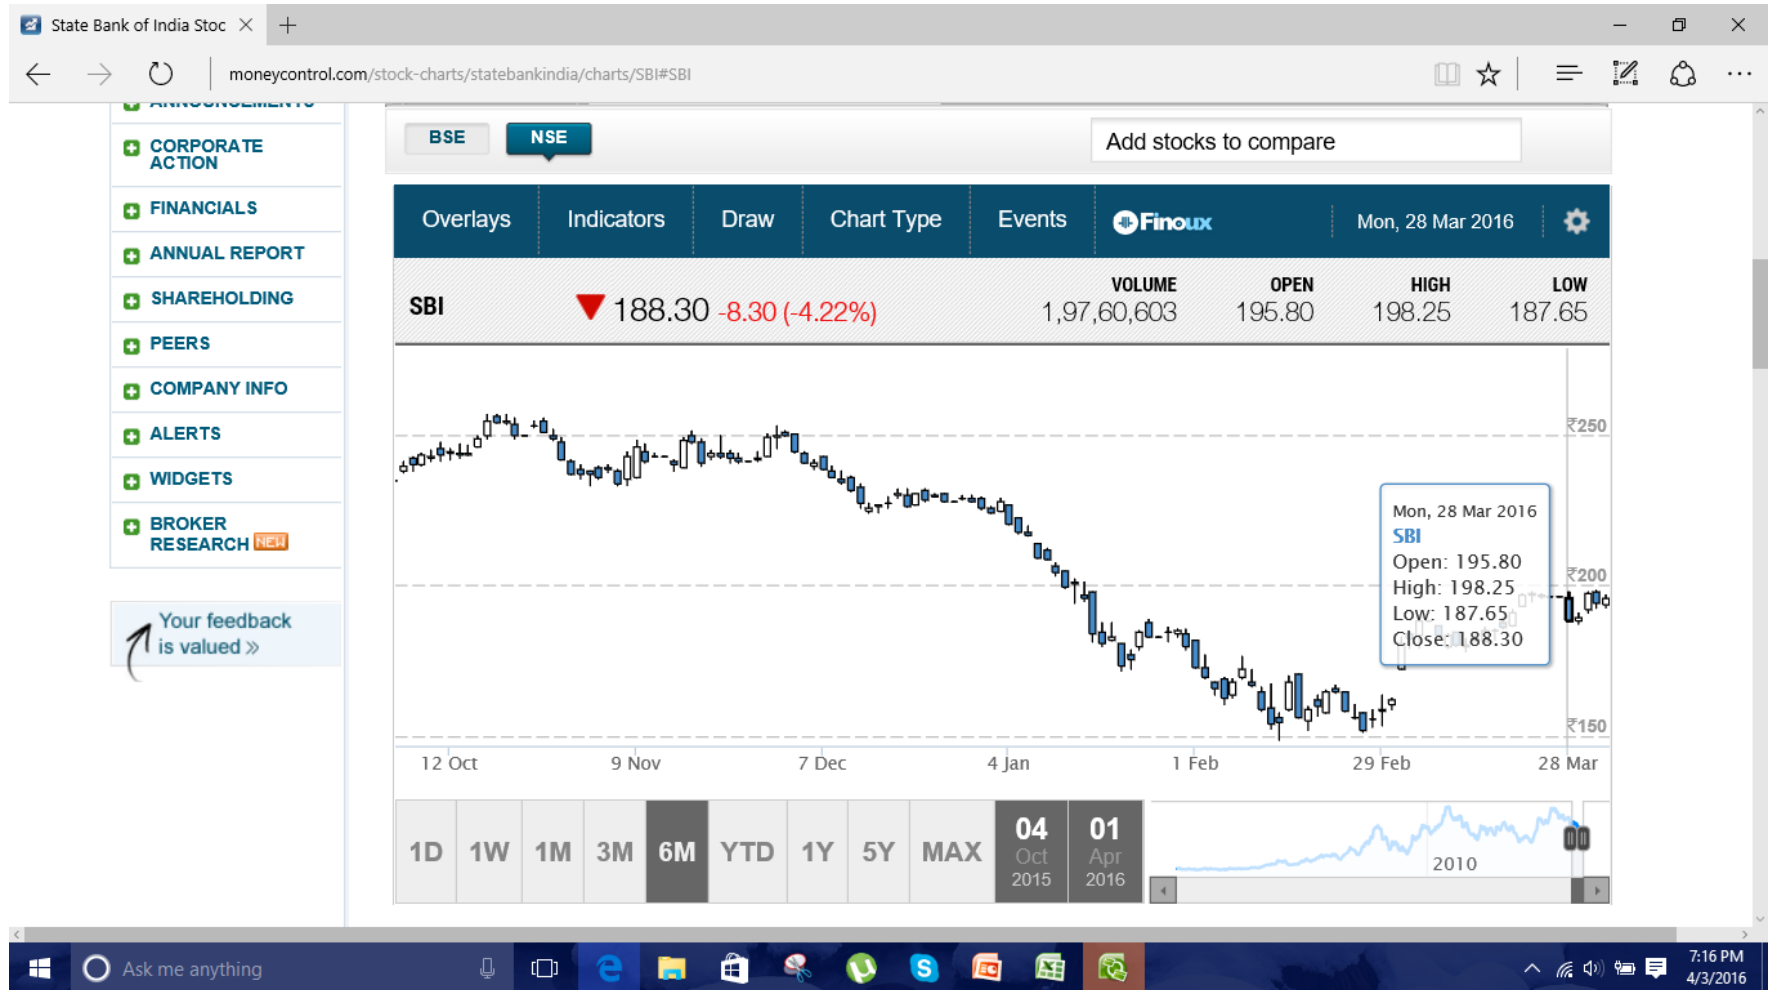 State Bank of India Stoc
moneycontrol.com/stock-charts/statebankindia/charts/SBI#SBI
ANNOUNCEMENTS
CORPORATE
ACTION
FINANCIALS
ANNUAL REPORT
SHAREHOLDING
PEERS
COMPANY INFO
ALERTS
WIDGETS
BROKER
RESEARCH NEW
Your feedback
is valued »
BSE NSE Add stocks to compare
Overlays Indicators Draw Chart Type Events Finoux Mon, 28 Mar 2016
VOLUME OPEN HIGH LOW
SBI 188.30 -8.30 (-4.22%) 1,97,60,603 195.80 198.25 187.65
₹250
Mon, 28 Mar 2016
SBI
Open: 195.80
High: 198.25
Low: 187.65
Close: 188.30
₹200
₹150
12 Oct 9 Nov 7 Dec 4 Jan 1 Feb 29 Feb 28 Mar
1D 1W 1M 3M 6M YTD 1Y 5Y MAX
04
Oct
2015
01
Apr
2016
2010
Ask me anything
7:16 PM
4/3/2016